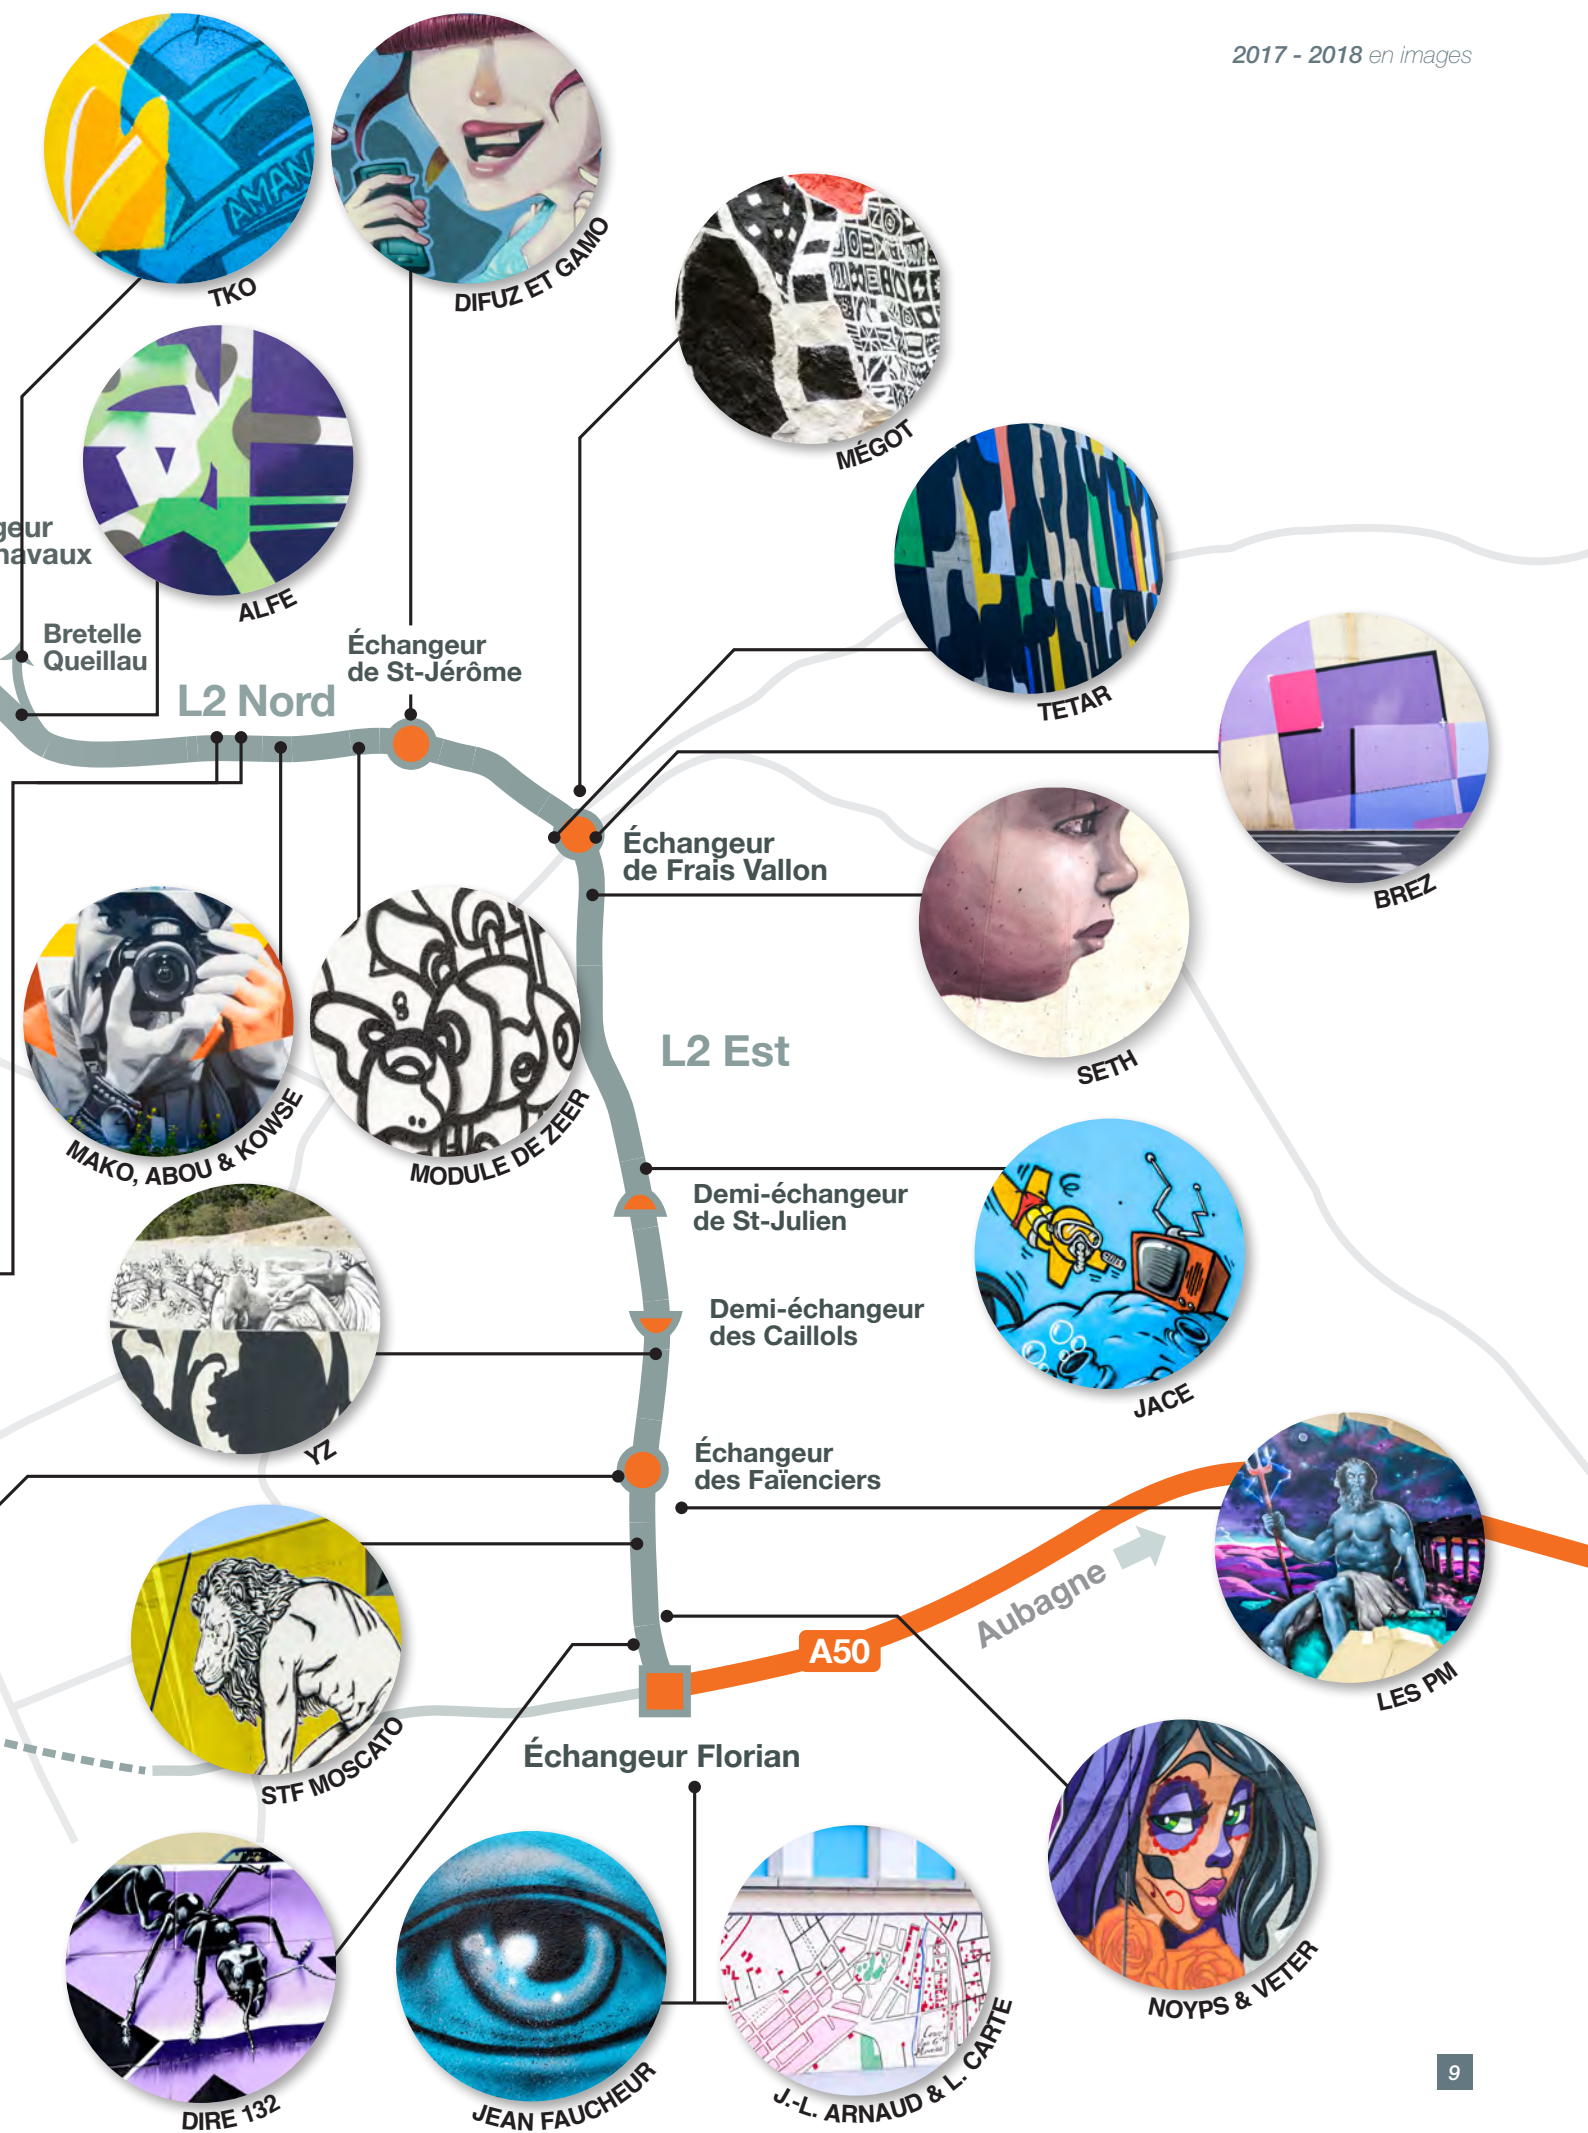 2017 - 2018 en images
TKO
DIFUZ ET GAMO
AMAN
MÉGOT
ALFE
geur
navaux
Bretelle
Queillau
Échangeur
de St-Jérôme
L2 Nord
TETAR
BREZ
Échangeur
de Frais Vallon
SETH
MAKO, ABOU & KOWSE
MODULE DE ZEER
L2 Est
Demi-échangeur
de St-Julien
Demi-échangeur
des Caillols
JACE
YZ
Échangeur
des Faïenciers
Aubagne
A50
LES PM
STF MOSCATO
Échangeur Florian
NOYPS & VETER
DIRE 132
JEAN FAUCHEUR
J.-L. ARNAUD & L. CARTE
9